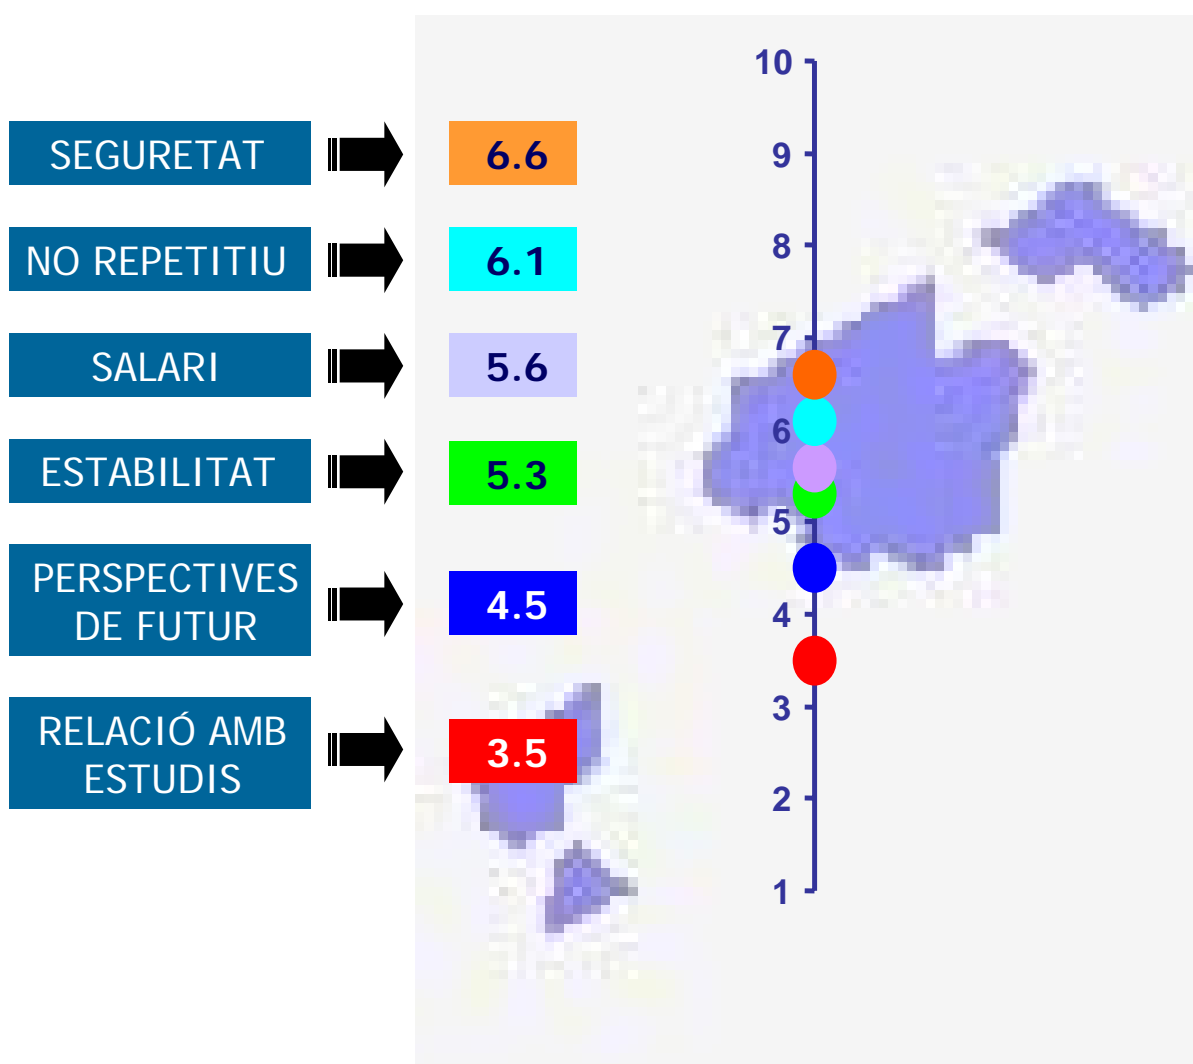 SEGURETAT
6.6
NO REPETITIU
6.1
SALARI
5.6
ESTABILITAT
5.3
PERSPECTIVES
DE FUTUR
4.5
RELACIÓ AMB
ESTUDIS
3.5
10
9
8
7
6
5
4
3
2
1